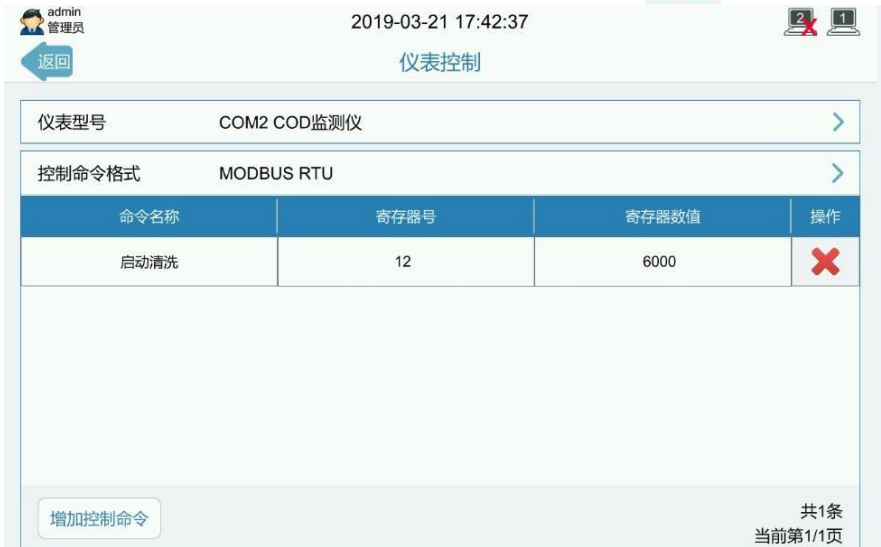 admin
管理员
2019-03-21 17:42:37
2
1
返回
仪表控制
仪表型号 COM2 COD监测仪
控制命令格式 MODBUS RTU
命令名称 寄存器号 寄存器数值 操作
启动清洗 12 6000
增加控制命令
共1条
当前第1/1页